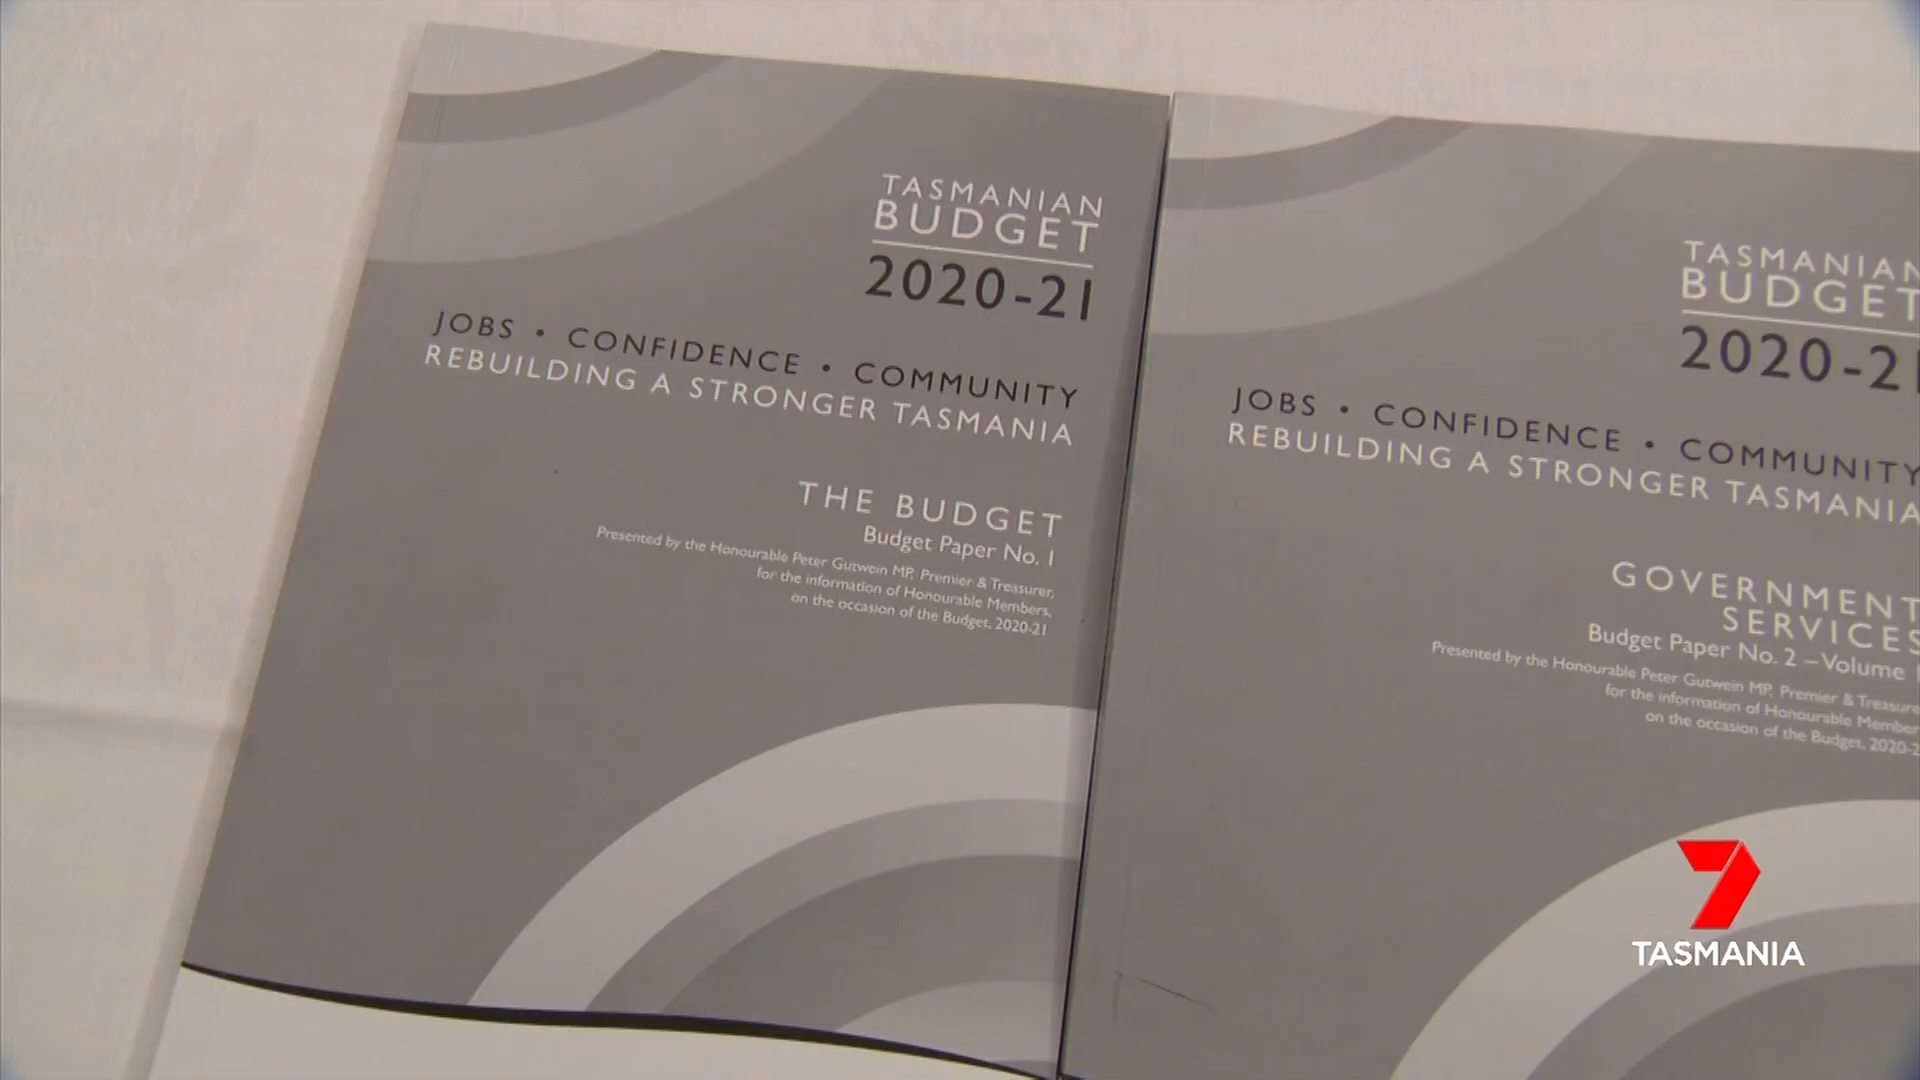 TASMANIAN
BUDGET
2020-21
JOBS • CONFIDENCE • COMMUNITY
REBUILDING A STRONGER TASMANIA
THE BUDGET
Budget Paper No. 1
Presented by the Honourable Peter Gutwein MP, Premier & Treasurer,
for the information of Honourable Members,
on the occasion of the Budget, 2020-21
TASMANIAN
BUDGET
2020-21
JOBS • CONFIDENCE • COMMUNITY
REBUILDING A STRONGER TASMANIA
GOVERNMENT
SERVICES
Budget Paper No. 2 – Volume 1
Presented by the Honourable Peter Gutwein MP, Premier & Treasure
for the information of Honourable Member
on the occasion of the Budget, 2020-2
7
TASMANIA